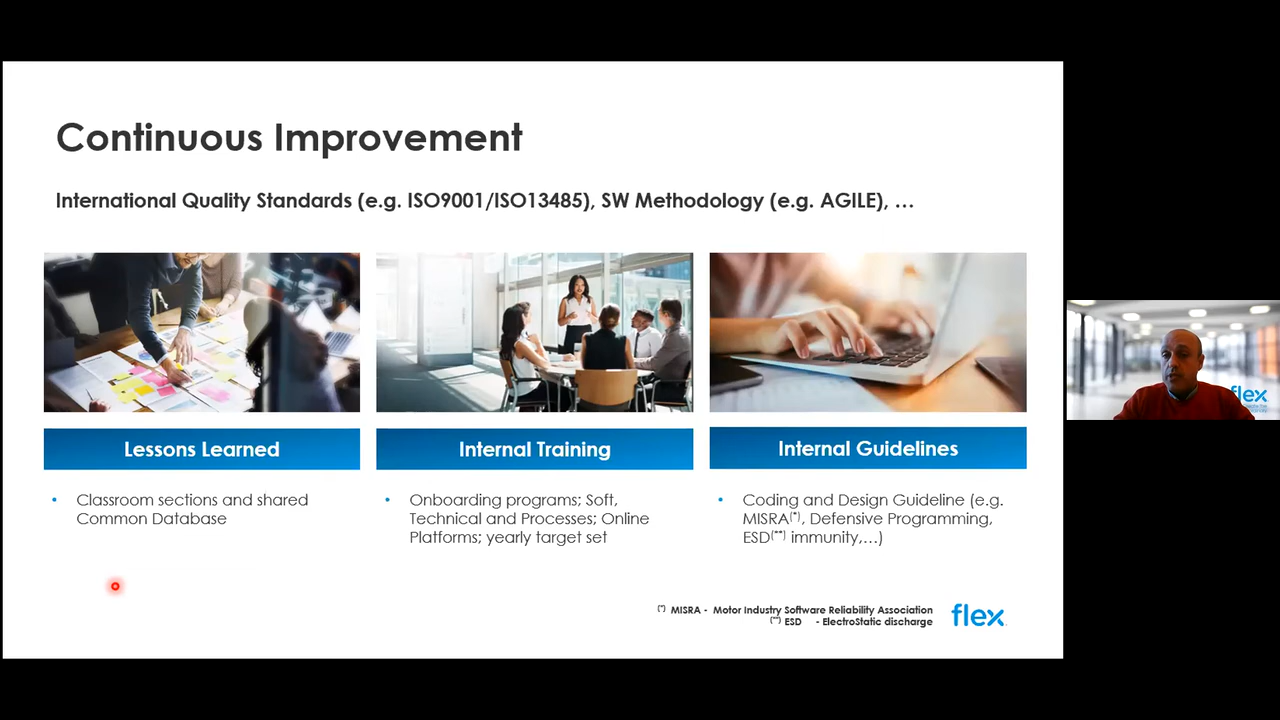 Continuous Improvement
International Quality Standards (e.g. ISO9001/ISO13485), SW Methodology (e.g. AGILE), …
Lessons Learned
• Classroom sections and shared
Common Database
Internal Training
• Onboarding programs; Soft,
Technical and Processes; Online
Platforms; yearly target set
Internal Guidelines
• Coding and Design Guideline (e.g.
MISRA(*), Defensive Programming,
ESD(**) immunity,…)
(*) MISRA - Motor Industry Software Reliability Association
(**) ESD - ElectroStatic discharge
flex
flex